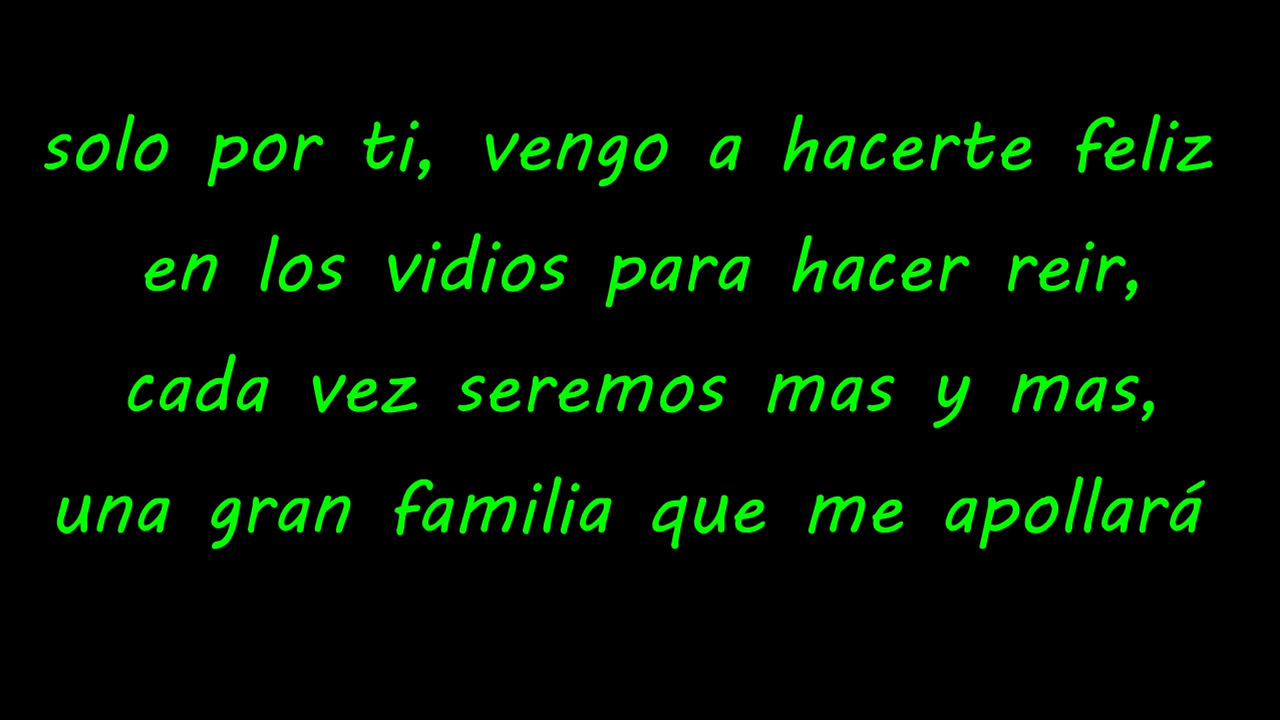 solo por ti, vengo a hacerte feliz
en los vidios para hacer reir,
cada vez seremos mas y mas,
una gran familia que me apollará